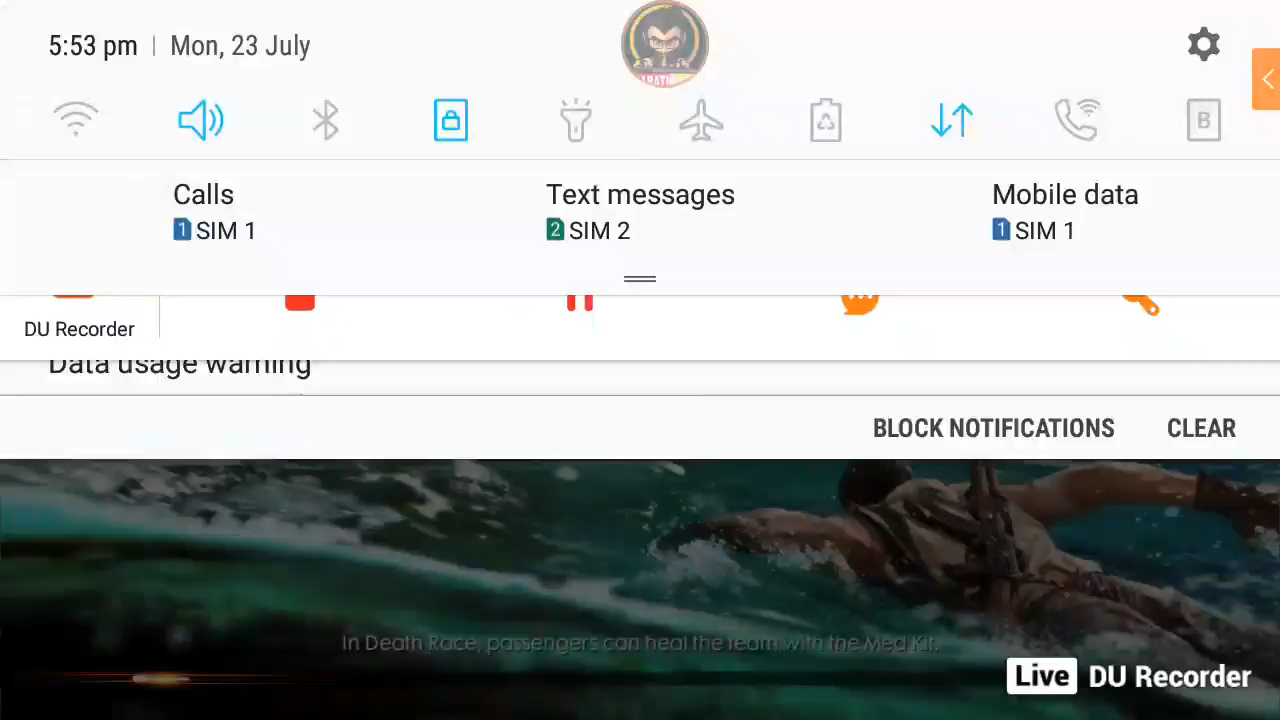 5:53 pm | Mon, 23 July
B
Calls
1 SIM 1
Text messages
2 SIM 2
Mobile data
1 SIM 1
DU Recorder
Data usage warning
BLOCK NOTIFICATIONS CLEAR
In Death Race, passengers can heal the team with the Med Kit.
Live DU Recorder